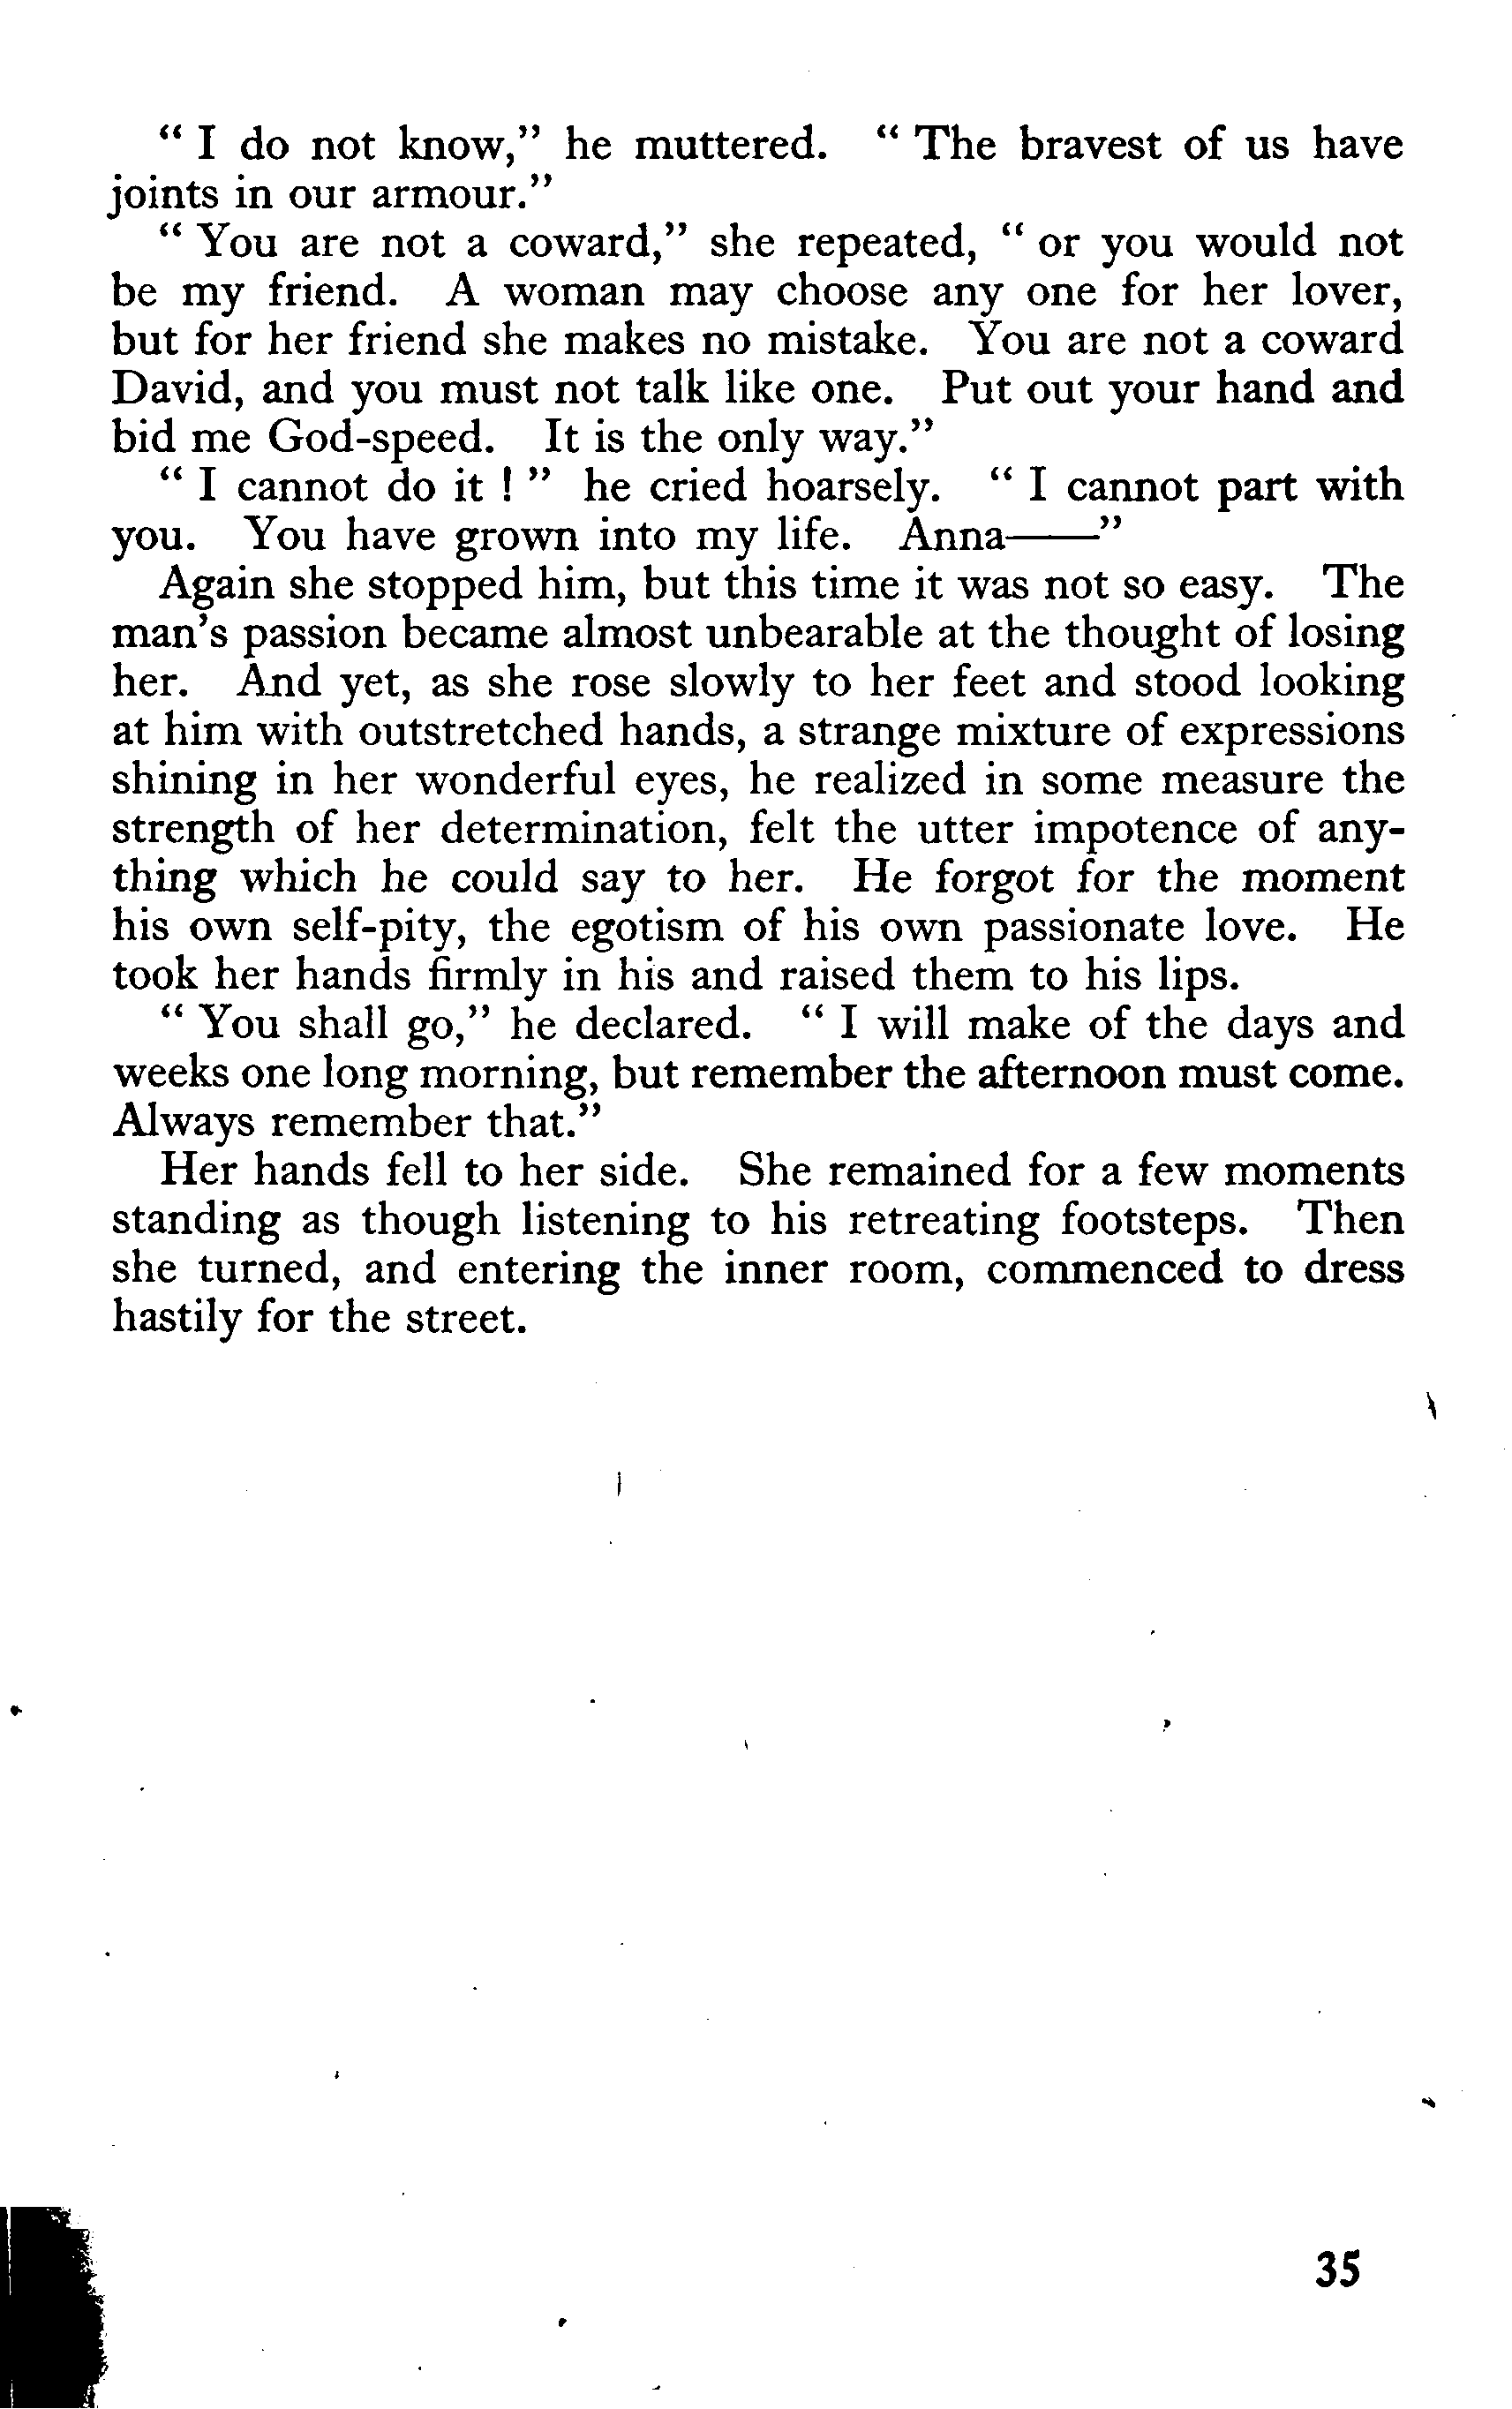 “ I do not know,” he muttered. “ The bravest of us have
joints in our armour.”
“ You are not a coward,” she repeated, “ or you would not
be my friend. A woman may choose any one for her lover,
but for her friend she makes no mistake. You are not a coward
David, and you must not talk like one. Put out your hand and
bid me God-speed. It is the only way.”
“ I cannot do it ! ” he cried hoarsely. “ I cannot part with
you. You have grown into my life. Anna——”
Again she stopped him, but this time it was not so easy. The
man’s passion became almost unbearable at the thought of losing
her. And yet, as she rose slowly to her feet and stood looking
at him with outstretched hands, a strange mixture of expressions
shining in her wonderful eyes, he realized in some measure the
strength of her determination, felt the utter impotence of any-
thing which he could say to her. He forgot for the moment
his own self-pity, the egotism of his own passionate love. He
took her hands firmly in his and raised them to his lips.
“ You shall go,” he declared. “ I will make of the days and
weeks one long morning, but remember the afternoon must come.
Always remember that.”
Her hands fell to her side. She remained for a few moments
standing as though listening to his retreating footsteps. Then
she turned, and entering the inner room, commenced to dress
hastily for the street.
35